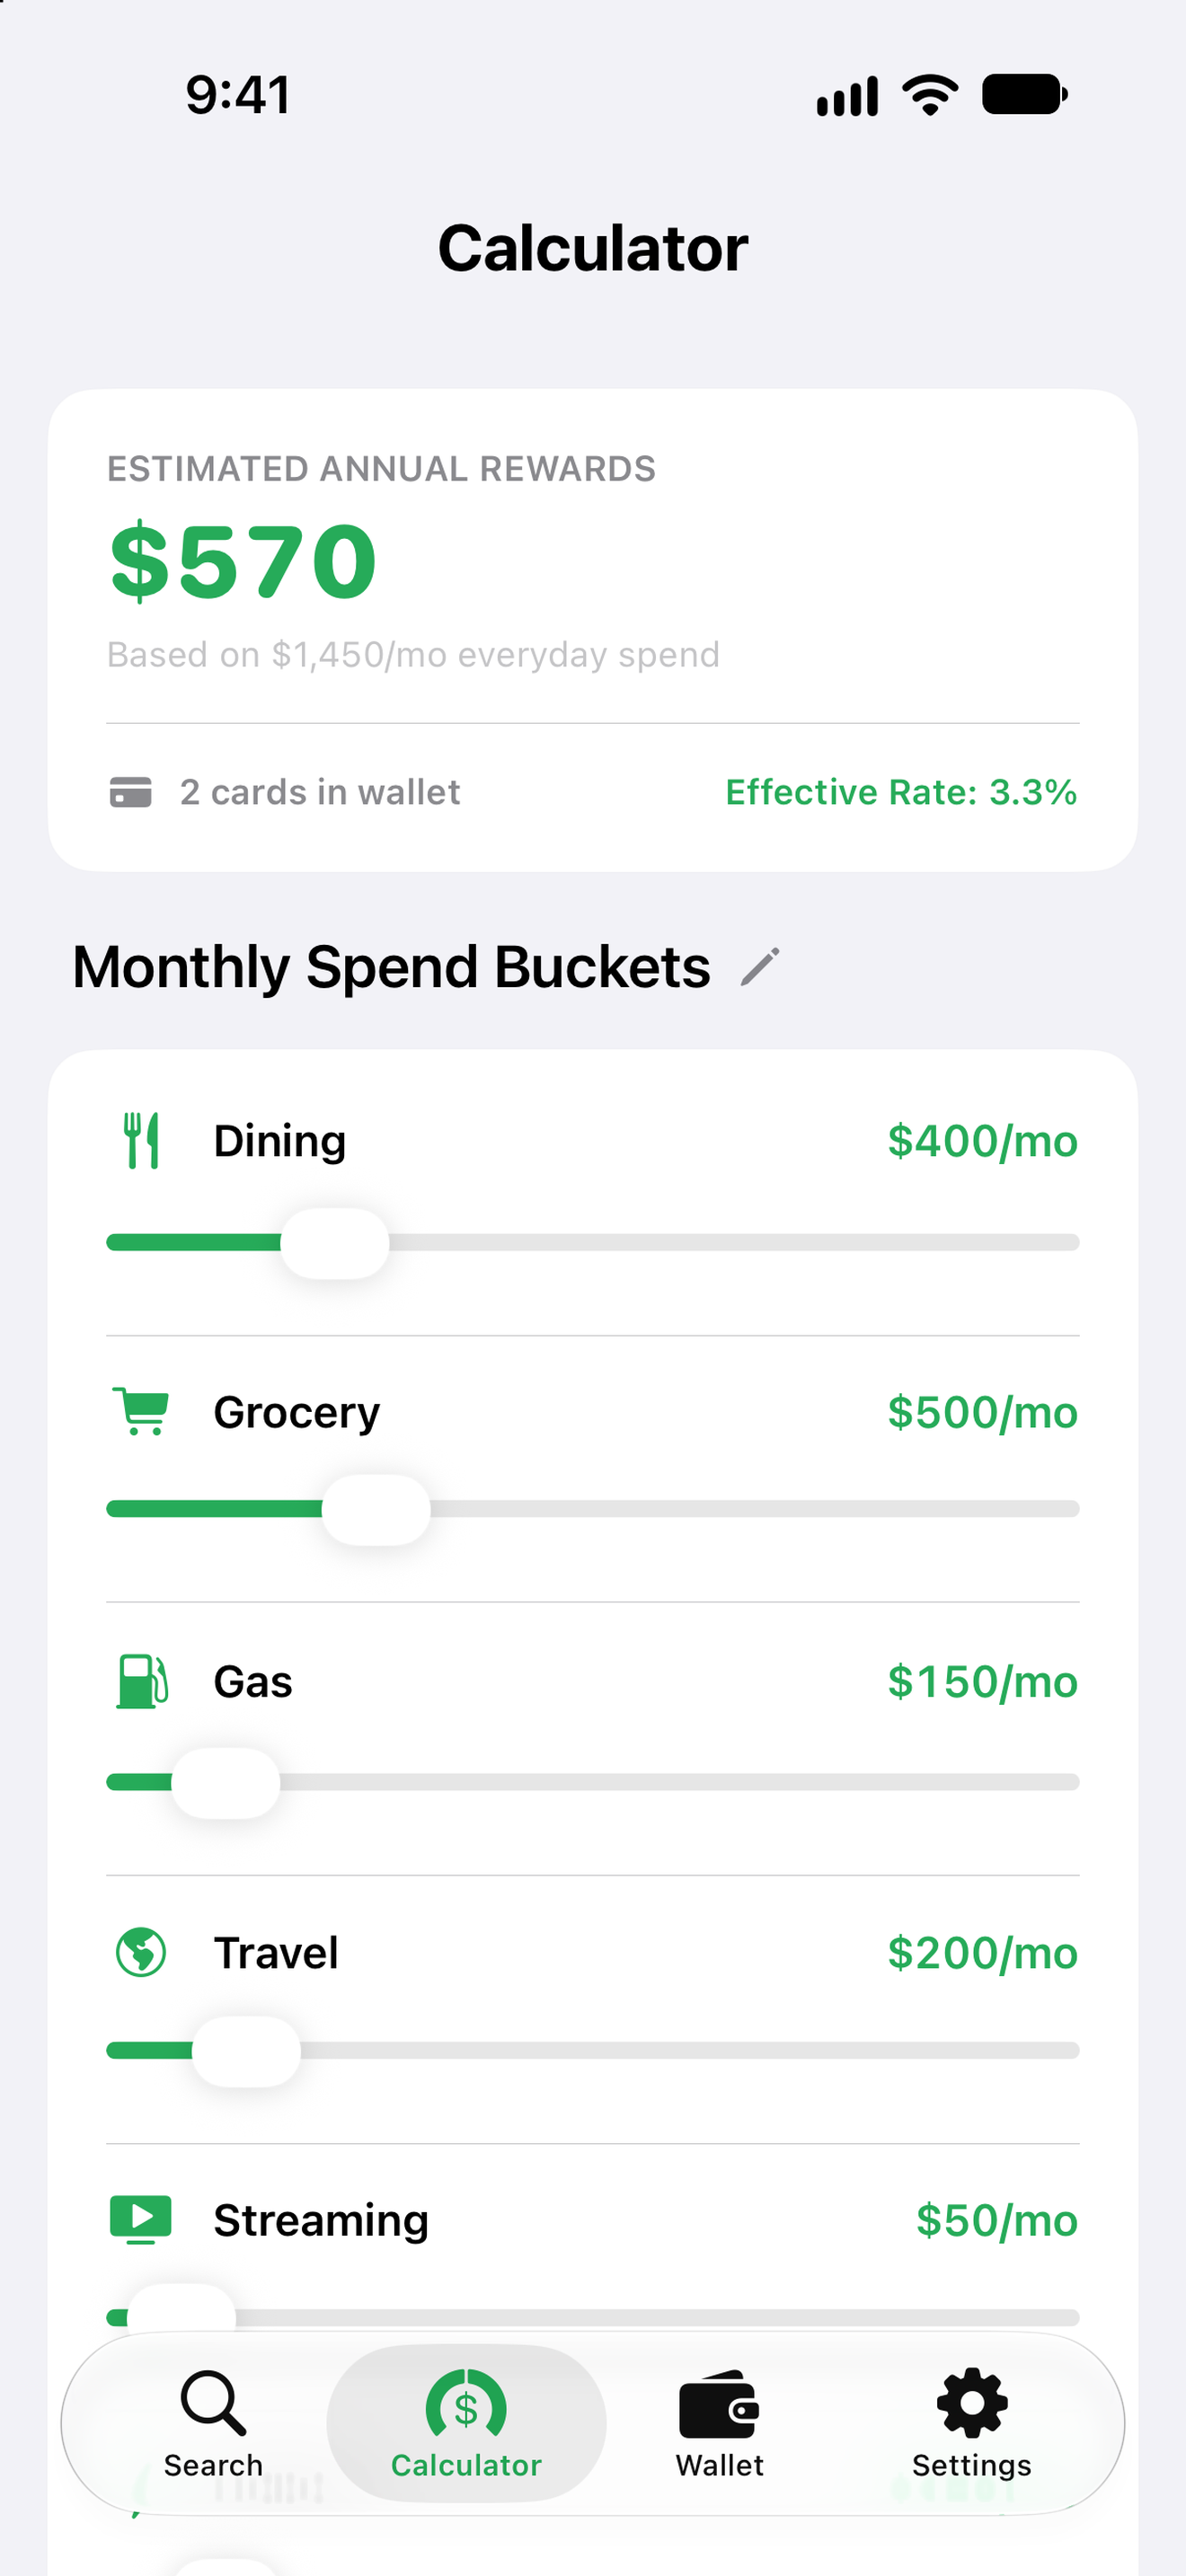 9:41
Calculator
ESTIMATED ANNUAL REWARDS
$570
Based on $1,450/mo everyday spend
2 cards in wallet
Effective Rate: 3.3%
Monthly Spend Buckets
Dining
$400/mo
Grocery
$500/mo
Gas
$150/mo
Travel
$200/mo
Streaming
$50/mo
$
Search
Calculator
Wallet
Settings